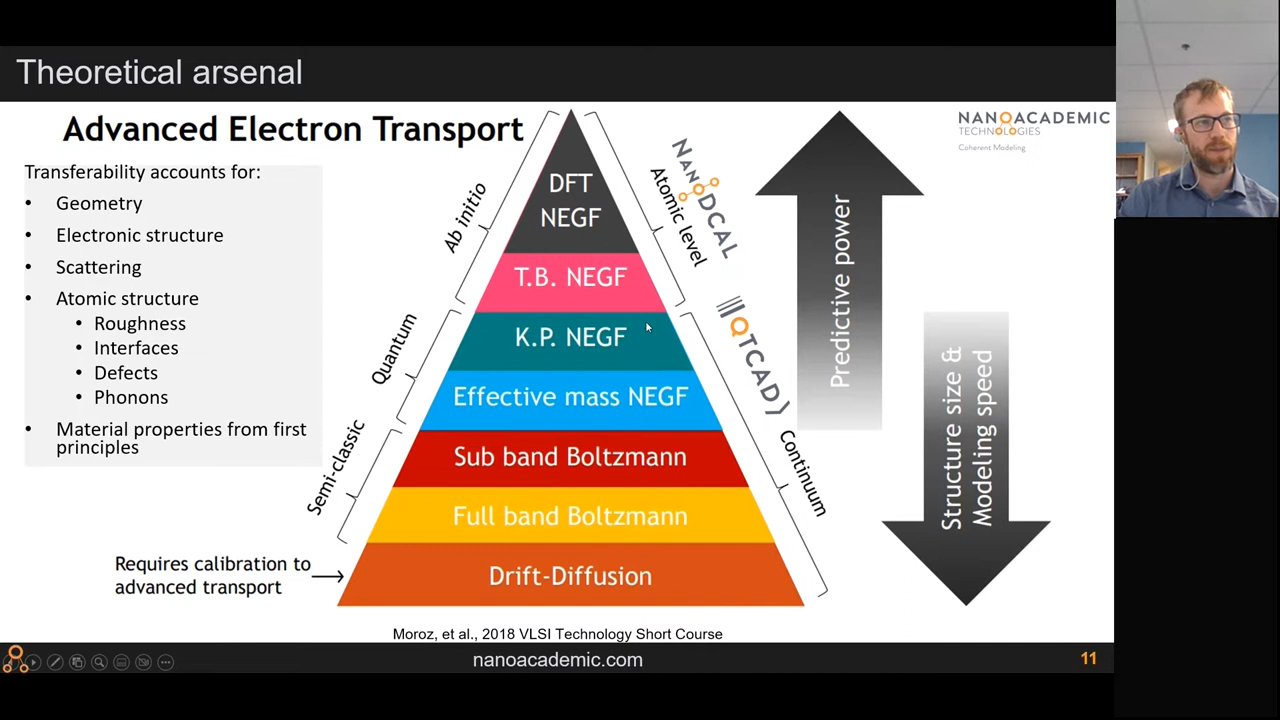 Theoretical arsenal
Advanced Electron Transport
NANOACADEMIC
TECHNOLOGIES
Coherent Modeling
Transferability accounts for:
• Geometry
• Electronic structure
• Scattering
• Atomic structure
• Roughness
• Interfaces
• Defects
• Phonons
• Material properties from first
principles
Requires calibration to
advanced transport
Ab initio
Quantum
Semi-classic
DFT
NEGF
T.B. NEGF
K.P. NEGF
Effective mass NEGF
Sub band Boltzmann
Full band Boltzmann
Drift-Diffusion
Atomic level
NANODCAL
QTCAD
Continuum
Predictive power
Structure size &
Modeling speed
Moroz, et al., 2018 VLSI Technology Short Course
nanoacademic.com
11